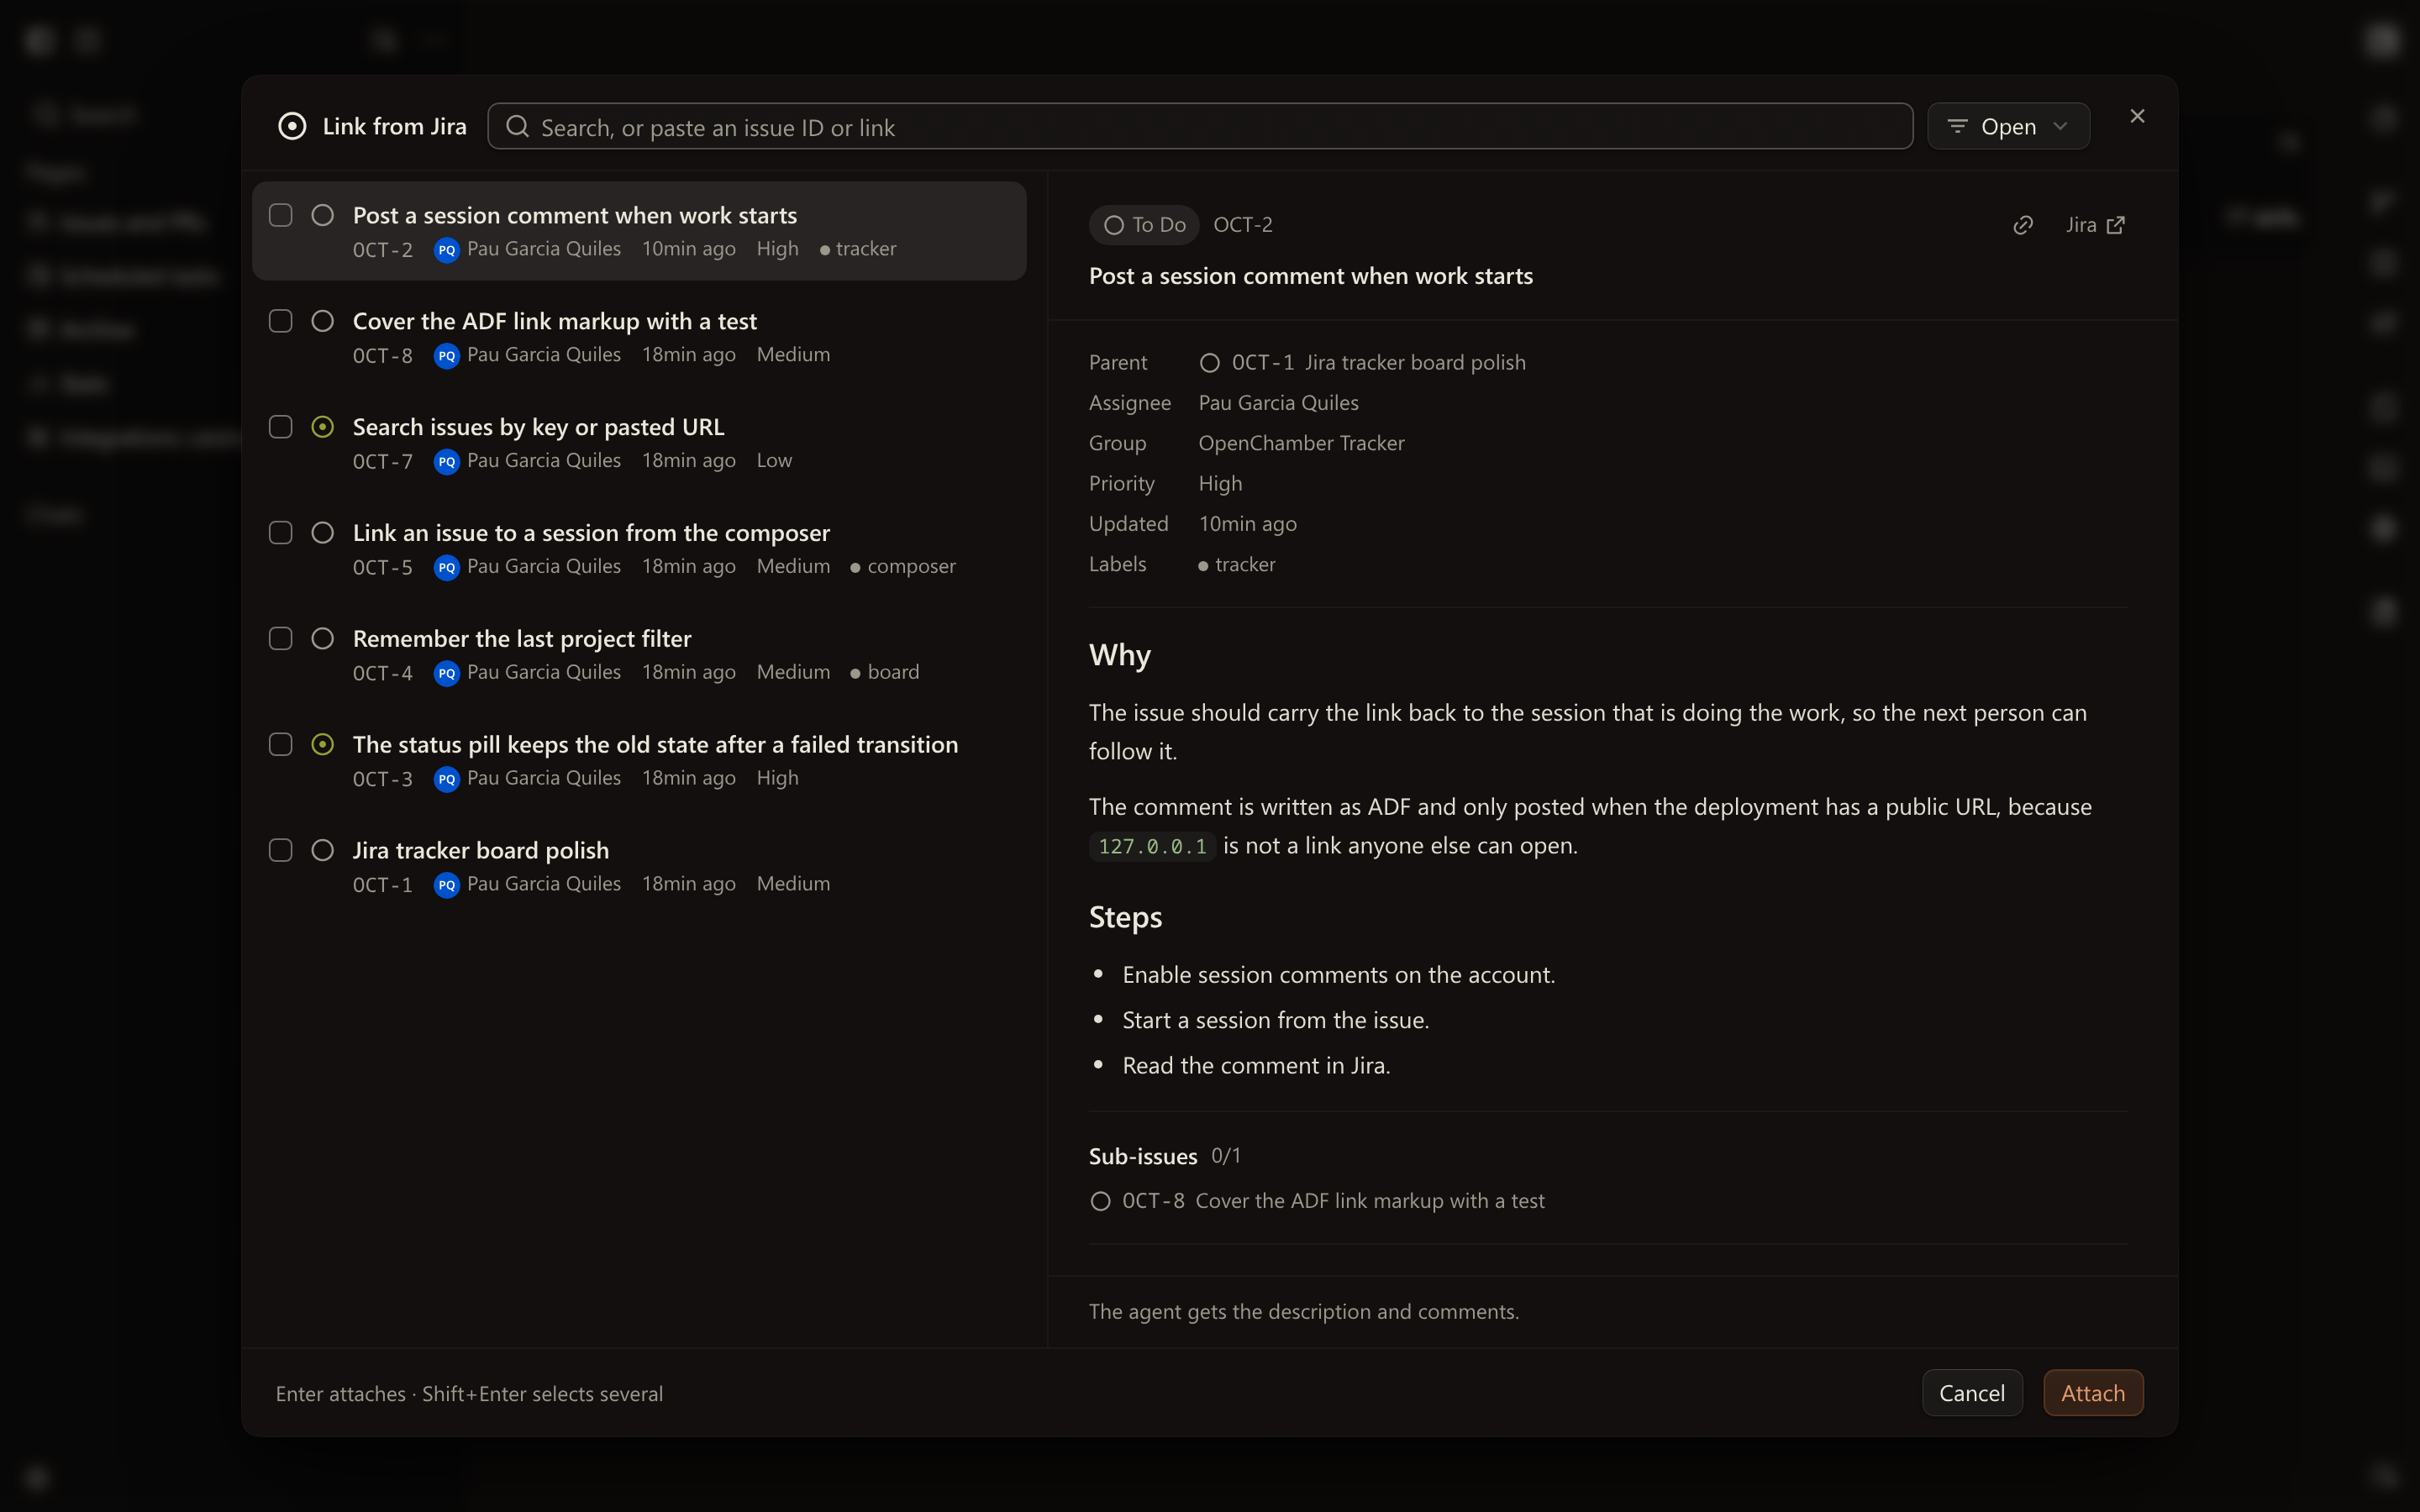 Link from Jira
Search, or paste an issue ID or link
Open
Post a session comment when work starts
OCT-2 PQ Pau Garcia Quiles 10min ago High tracker
Cover the ADF link markup with a test
OCT-8 PQ Pau Garcia Quiles 18min ago Medium
Search issues by key or pasted URL
OCT-7 PQ Pau Garcia Quiles 18min ago Low
Link an issue to a session from the composer
OCT-5 PQ Pau Garcia Quiles 18min ago Medium composer
Remember the last project filter
OCT-4 PQ Pau Garcia Quiles 18min ago Medium board
The status pill keeps the old state after a failed transition
OCT-3 PQ Pau Garcia Quiles 18min ago High
Jira tracker board polish
OCT-1 PQ Pau Garcia Quiles 18min ago Medium
To Do OCT-2 Jira
Post a session comment when work starts
Parent OCT-1 Jira tracker board polish
Assignee Pau Garcia Quiles
Group OpenChamber Tracker
Priority High
Updated 10min ago
Labels tracker
Why
The issue should carry the link back to the session that is doing the work, so the next person can
follow it.
The comment is written as ADF and only posted when the deployment has a public URL, because
127.0.0.1 is not a link anyone else can open.
Steps
• Enable session comments on the account.
• Start a session from the issue.
• Read the comment in Jira.
Sub-issues 0/1
OCT-8 Cover the ADF link markup with a test
The agent gets the description and comments.
Enter attaches · Shift+Enter selects several
Cancel
Attach
Search
Pages
Issues and PRs
Scheduled tasks
Archive
Chats